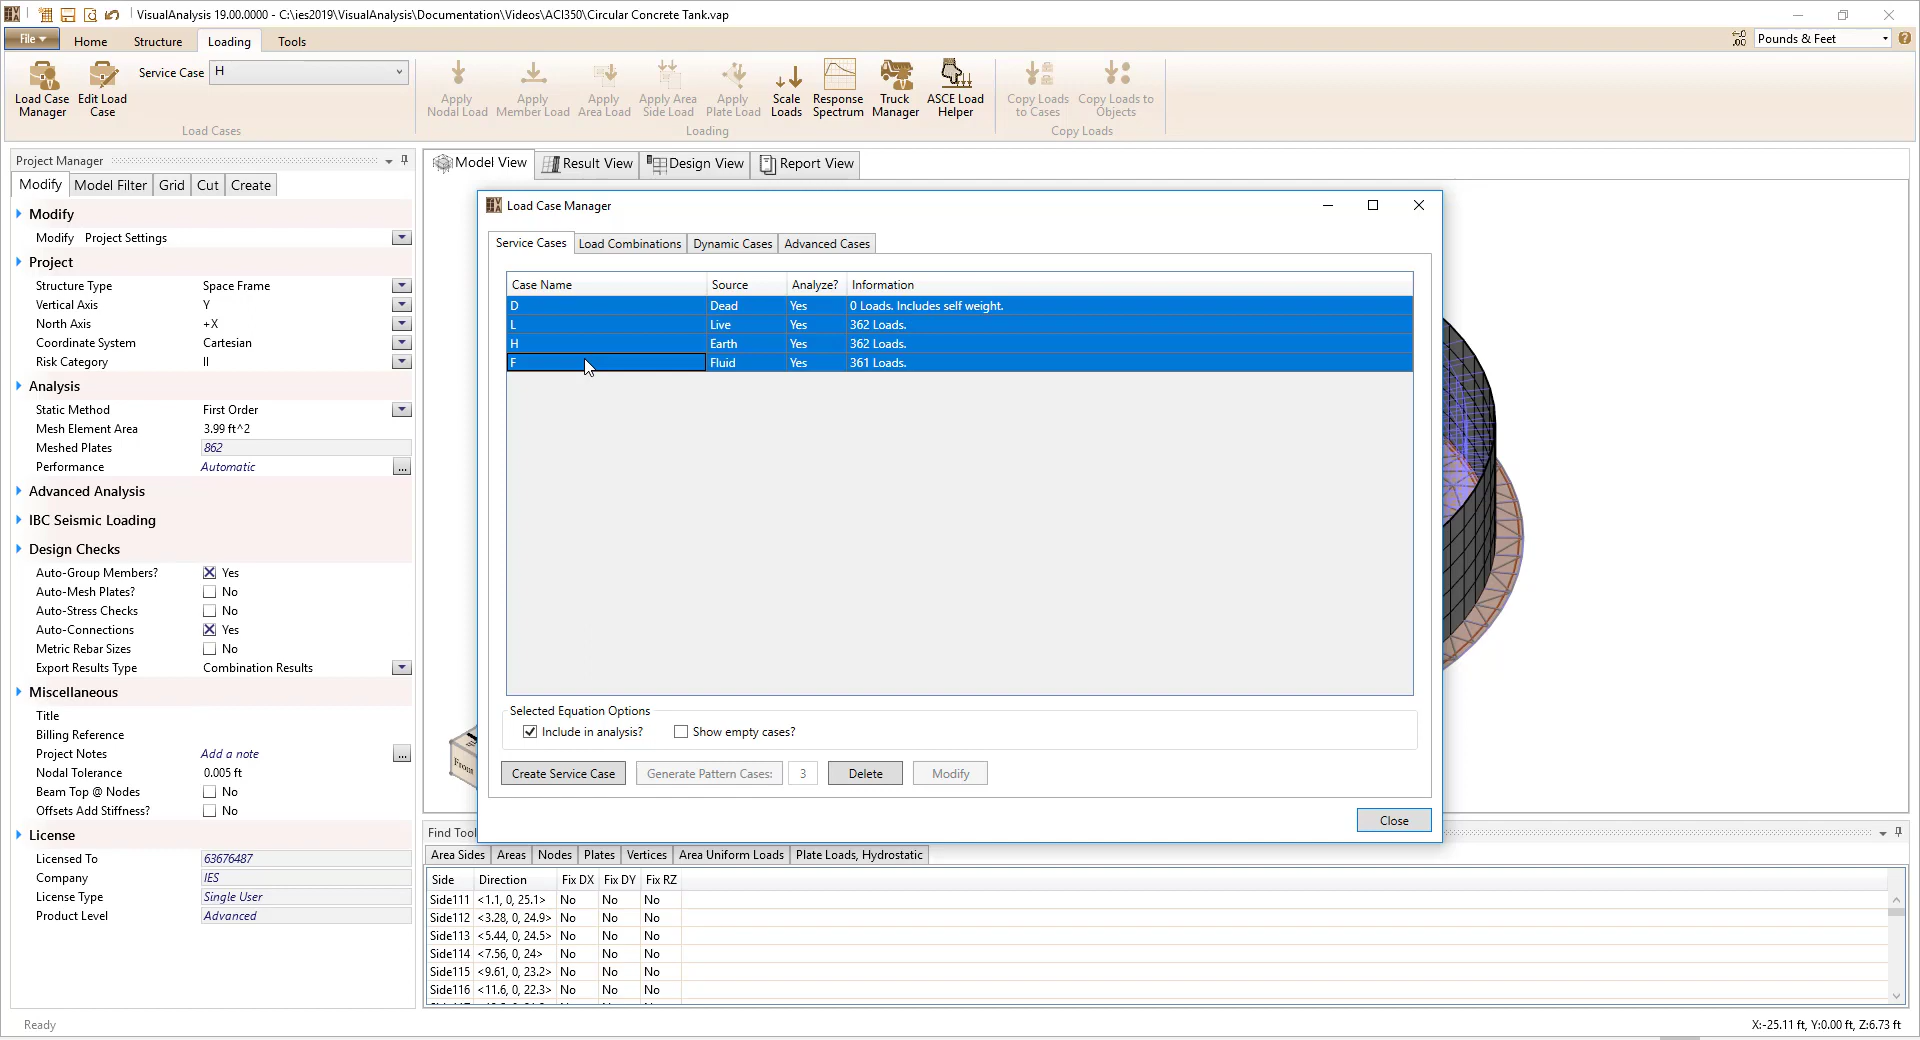 VisualAnalysis 19.00.0000 - C:\ies2019\VisualAnalysis\Documentation\Videos\ACI350\Circular Concrete Tank.vap
File Home Structure Loading Tools
Pounds & Feet
Load Case Manager
Edit Load Case
Service Case H
Load Cases
Apply Nodal Load
Apply Member Load
Apply Area Load
Apply Area Side Load
Apply Plate Load
Scale Loads
Response Spectrum
Truck Manager
ASCE Load Helper
Loading
Copy Loads to Cases
Copy Loads to Objects
Copy Loads
Project Manager
Modify Model Filter Grid Cut Create
Modify
Modify Project Settings
Project
Structure Type Space Frame
Vertical Axis Y
North Axis +X
Coordinate System Cartesian
Risk Category II
Analysis
Static Method First Order
Mesh Element Area 3.99 ft^2
Meshed Plates 862
Performance Automatic ...
Advanced Analysis
IBC Seismic Loading
Design Checks
Auto-Group Members? Yes
Auto-Mesh Plates? No
Auto-Stress Checks No
Auto-Connections Yes
Metric Rebar Sizes No
Export Results Type Combination Results
Miscellaneous
Title
Billing Reference
Project Notes Add a note ...
Nodal Tolerance 0.005 ft
Beam Top @ Nodes No
Offsets Add Stiffness? No
License
Licensed To 63676487
Company IES
License Type Single User
Product Level Advanced
Model View Result View Design View Report View
Load Case Manager
Service Cases Load Combinations Dynamic Cases Advanced Cases
Case Name Source Analyze? Information
D Dead Yes 0 Loads. Includes self weight.
L Live Yes 362 Loads.
H Earth Yes 362 Loads.
F Fluid Yes 361 Loads.
Selected Equation Options
Include in analysis? Show empty cases?
Create Service Case Generate Pattern Cases: 3 Delete Modify
Close
Front
Find Tool
Area Sides Areas Nodes Plates Vertices Area Uniform Loads Plate Loads, Hydrostatic
Side Direction Fix DX Fix DY Fix RZ
Side111 <1.1, 0, 25.1> No No No
Side112 <3.28, 0, 24.9> No No No
Side113 <5.44, 0, 24.5> No No No
Side114 <7.56, 0, 24> No No No
Side115 <9.61, 0, 23.2> No No No
Side116 <11.6, 0, 22.3> No No No
Ready
X:-25.11 ft, Y:0.00 ft, Z:6.73 ft